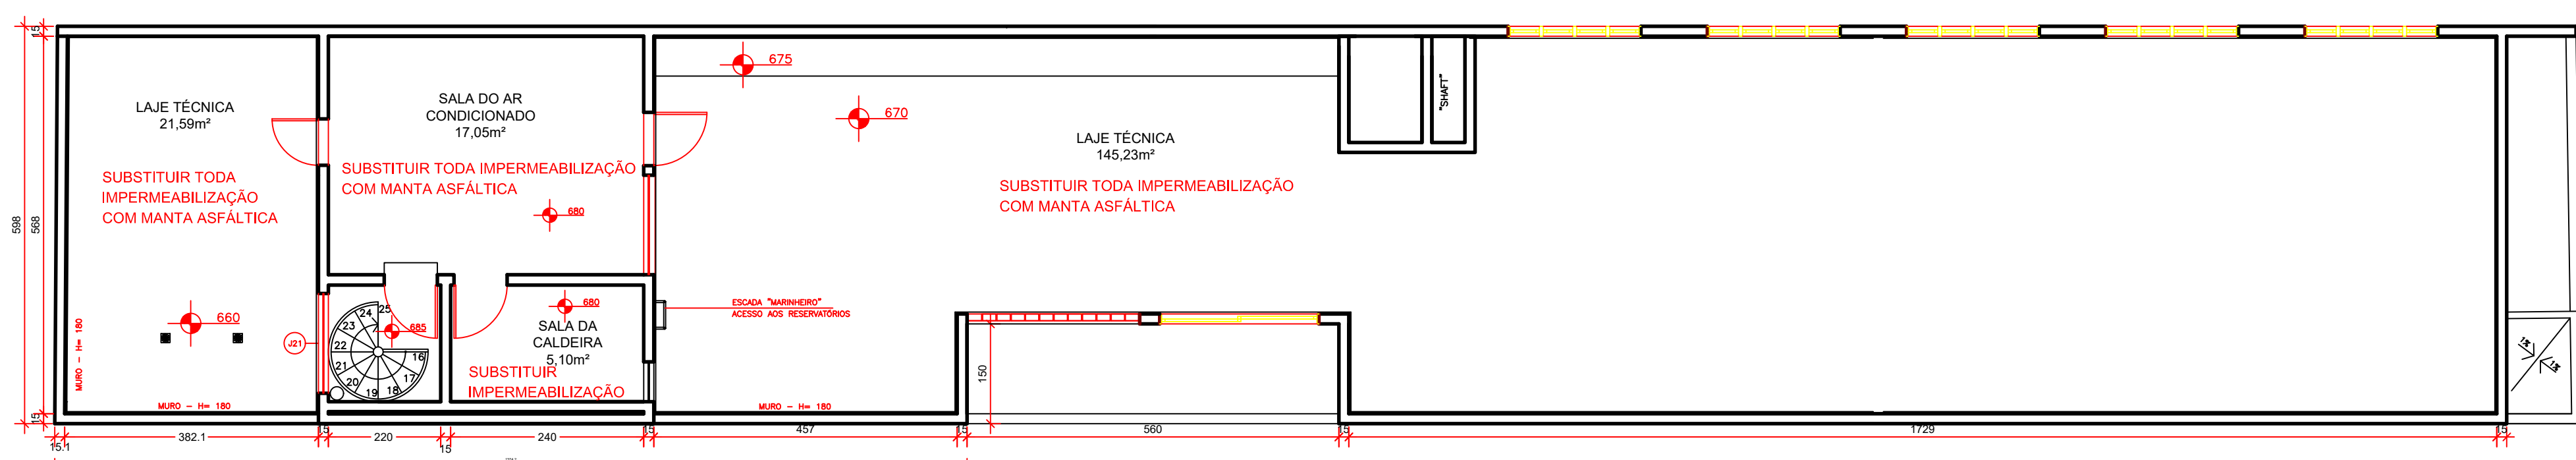 15
598
568
15
LAJE TÉCNICA
21,59m²
SUBSTITUIR TODA
IMPERMEABILIZAÇÃO
COM MANTA ASFÁLTICA
660
MURO - H= 180
MURO - H= 180
J21
SALA DO AR
CONDICIONADO
17,05m²
SUBSTITUIR TODA IMPERMEABILIZAÇÃO
COM MANTA ASFÁLTICA
680
25
24
23
22
21
20
19
18
17
16
685
680
SALA DA
CALDEIRA
5,10m²
SUBSTITUIR
IMPERMEABILIZAÇÃO
675
670
LAJE TÉCNICA
145,23m²
SUBSTITUIR TODA IMPERMEABILIZAÇÃO
COM MANTA ASFÁLTICA
ESCADA "MARINHEIRO"
ACESSO AOS RESERVATÓRIOS
MURO - H= 180
"SHAFT"
150
1%
1%
15.1
382.1
15
220
15
240
15
457
15
560
15
1729
15